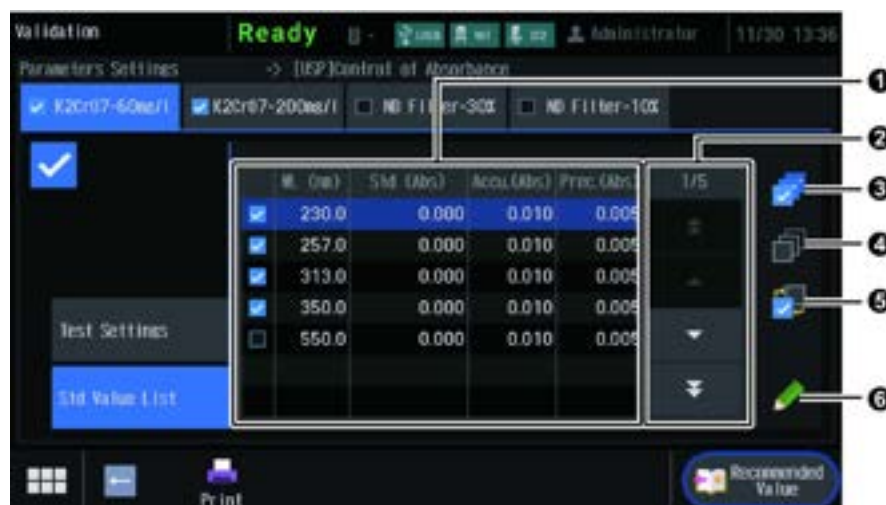 Validation Ready USB Administrator 11/30 13:36
Parameters Settings -> [USP]Control of Absorbance
K2Cr07-60mg/l K2Cr07-200mg/l ND Filter-30% ND Filter-10%
WL (nm) Std (Abs) Accu.(Abs) Prec.(Abs) 1/5
230.0 0.000 0.010 0.005
257.0 0.000 0.010 0.005
313.0 0.000 0.010 0.005
350.0 0.000 0.010 0.005
550.0 0.000 0.010 0.005
Test Settings
Std Value List
Print
Recommended
Value
1
2
3
4
5
6